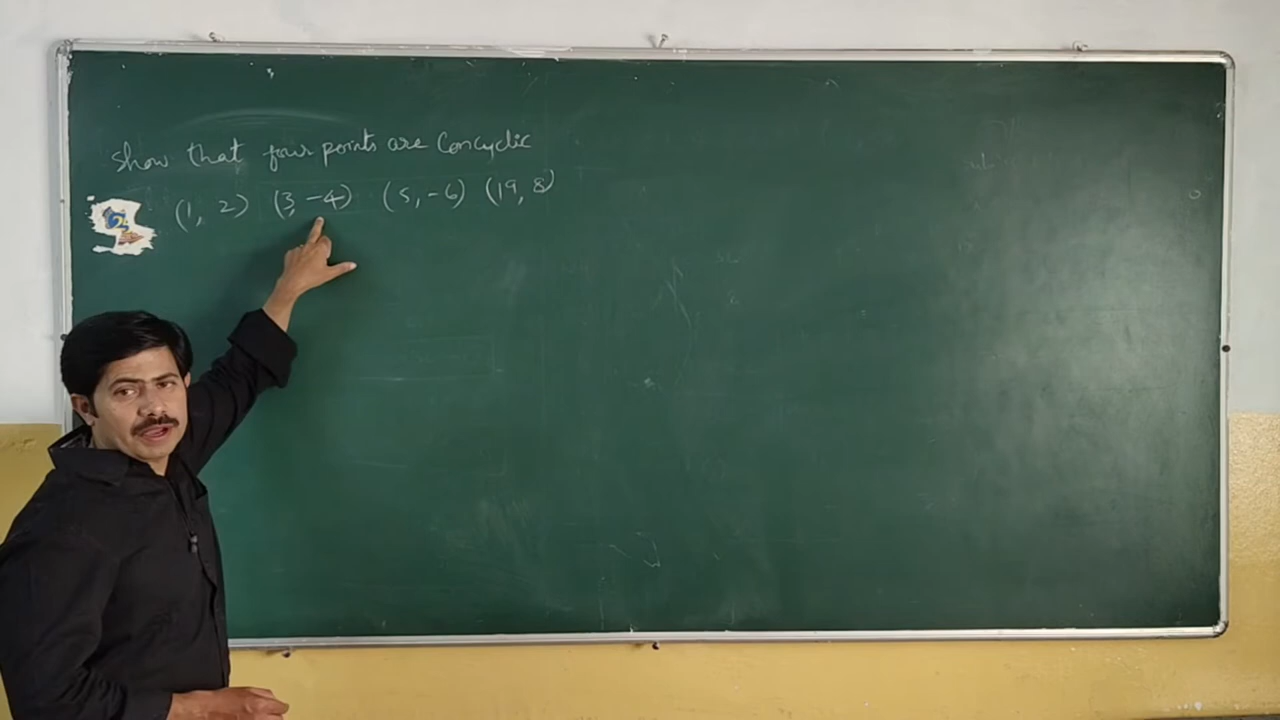 Show that four points are Concyclic
(1, 2) (3, -4) (5, -6) (19, 8)